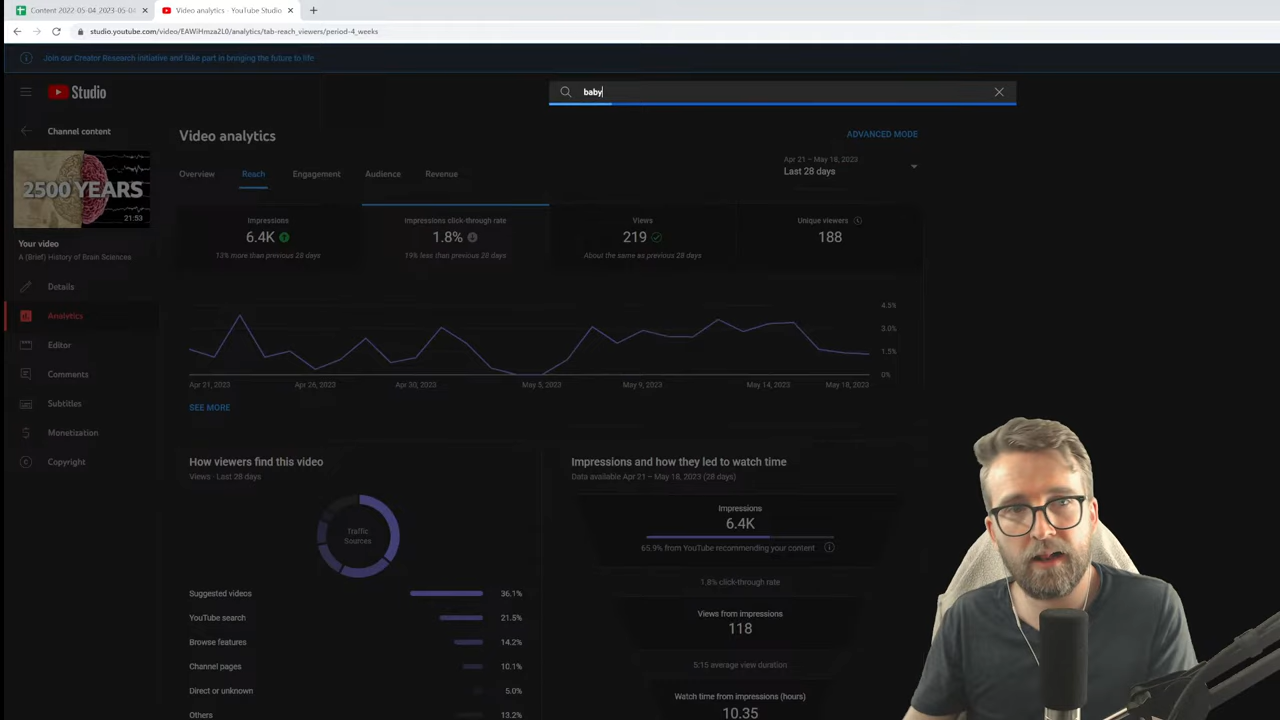 Content 2022-05-04_2023-05-04
Video analytics - YouTube Studio
studio.youtube.com/video/EAWiHmza2L0/analytics/tab-reach_viewers/period-4_weeks
Join our Creator Research initiative and take part in bringing the future to life
Studio
baby
Channel content
2500 YEARS
21:53
Your video
A (Brief) History of Brain Sciences
Details
Analytics
Editor
Comments
Subtitles
Monetization
Copyright
Video analytics
ADVANCED MODE
Overview
Reach
Engagement
Audience
Revenue
Apr 21 – May 18, 2023
Last 28 days
Impressions
6.4K
13% more than previous 28 days
Impressions click-through rate
1.8%
19% less than previous 28 days
Views
219
About the same as previous 28 days
Unique viewers
188
4.5%
3.0%
1.5%
0%
Apr 21, 2023
Apr 26, 2023
Apr 30, 2023
May 5, 2023
May 9, 2023
May 14, 2023
May 18, 2023
SEE MORE
How viewers find this video
Views · Last 28 days
Traffic
Sources
Suggested videos 36.1%
YouTube search 21.5%
Browse features 14.2%
Channel pages 10.1%
Direct or unknown 5.0%
Others 13.2%
Impressions and how they led to watch time
Data available Apr 21 – May 18, 2023 (28 days)
Impressions
6.4K
65.9% from YouTube recommending your content
1.8% click-through rate
Views from impressions
118
5:15 average view duration
Watch time from impressions (hours)
10.35